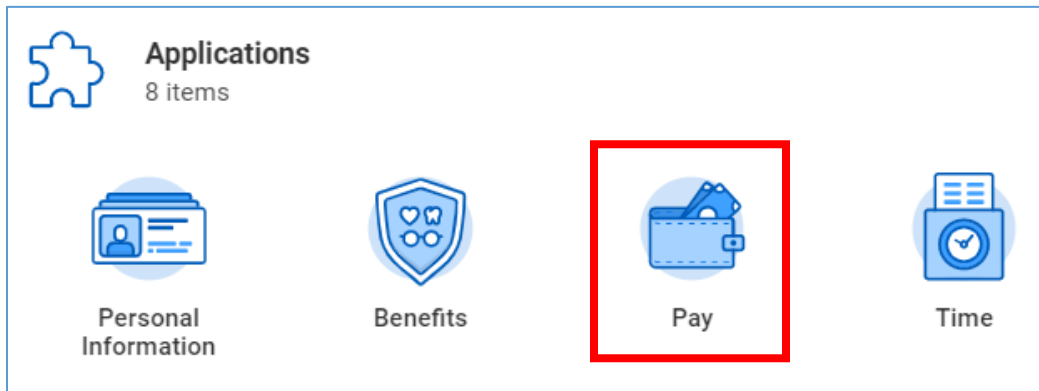 Applications
8 items
Personal
Information
Benefits
Pay
Time